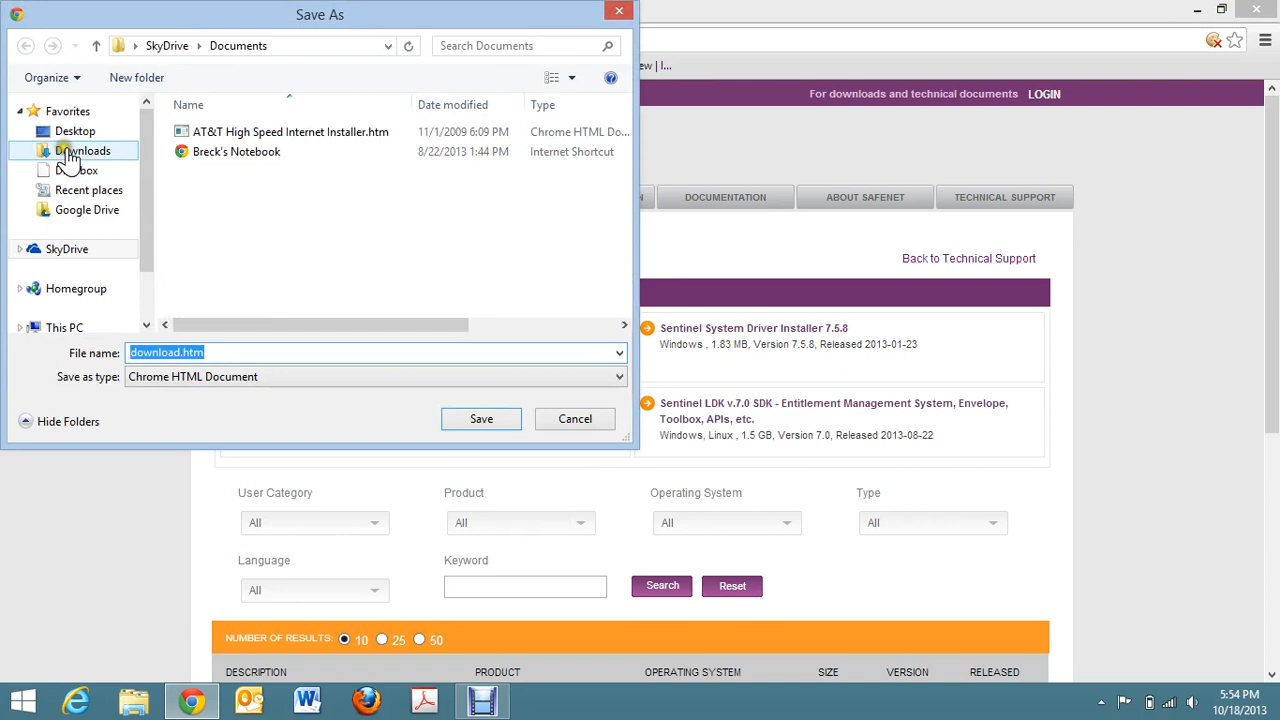 Save As
SkyDrive Documents
Search Documents
Organize New folder
Favorites
Desktop
Downloads
Recent places
Google Drive
SkyDrive
Homegroup
This PC
Name Date modified Type
AT&T High Speed Internet Installer.htm 11/1/2009 6:09 PM Chrome HTML Do...
Breck's Notebook 8/22/2013 1:44 PM Internet Shortcut
File name: download.htm
Save as type: Chrome HTML Document
Hide Folders Save Cancel
ew | I...
For downloads and technical documents LOGIN
N DOCUMENTATION ABOUT SAFENET TECHNICAL SUPPORT
Back to Technical Support
Sentinel System Driver Installer 7.5.8
Windows , 1.83 MB, Version 7.5.8, Released 2013-01-23
Sentinel LDK v.7.0 SDK - Entitlement Management System, Envelope,
Toolbox, APIs, etc.
Windows, Linux , 1.5 GB, Version 7.0, Released 2013-08-22
User Category Product Operating System Type
All All All All
Language Keyword
All Search Reset
NUMBER OF RESULTS: 10 25 50
DESCRIPTION PRODUCT OPERATING SYSTEM SIZE VERSION RELEASED
5:54 PM
10/18/2013